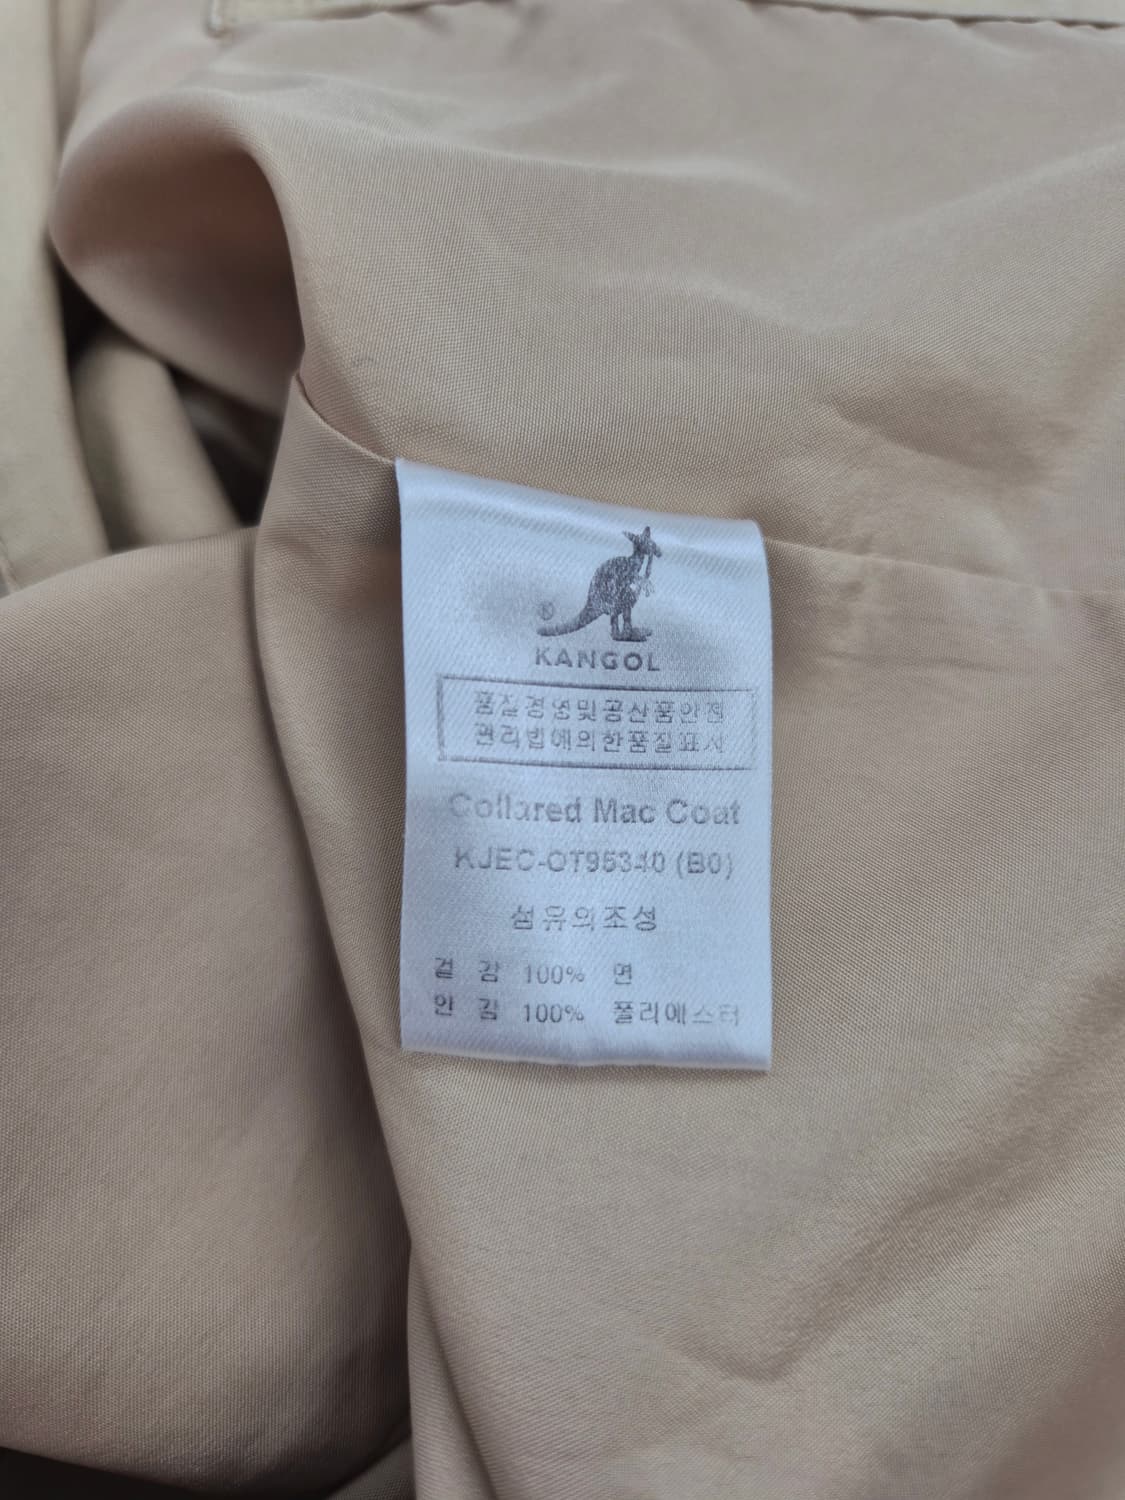 ®
KANGOL
품질경영및공산품안전
관리법에의한품질표시
Collared Mac Coat
KJEC-OT95340 (B0)
섬유의조성
겉 감 100% 면
안 감 100% 폴리에스터